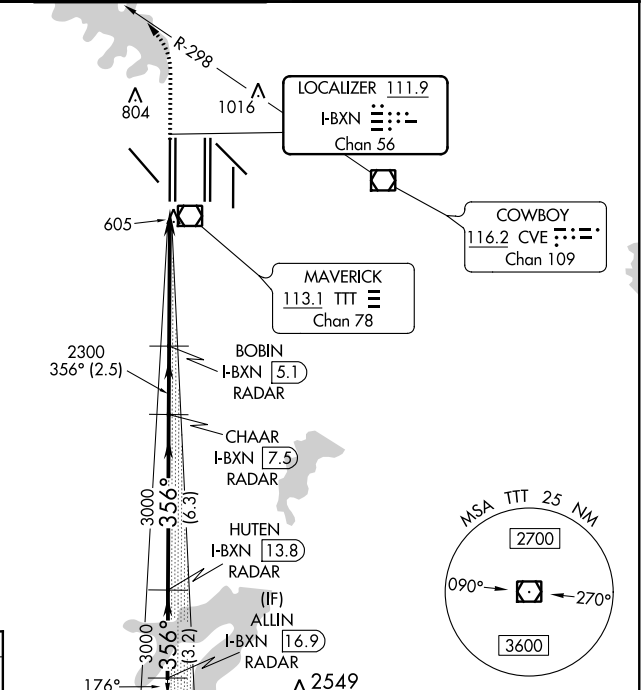 R-298
804
1016
LOCALIZER 111.9
I-BXN
Chan 56
605
COWBOY
116.2 CVE
Chan 109
MAVERICK
113.1 TTT
Chan 78
2300
356° (2.5)
BOBIN
I-BXN 5.1
RADAR
CHAAR
I-BXN 7.5
RADAR
3000
356°
(6.3)
HUTEN
I-BXN 13.8
RADAR
(IF)
ALLIN
I-BXN 16.9
RADAR
3000
356°
(3.2)
176°
2549
MSA TTT 25 NM
2700
090°
270°
3600